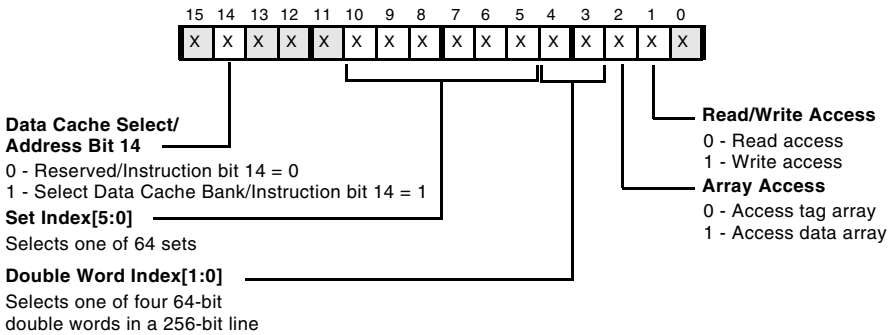 15 14 13 12 11 10 9 8 7 6 5 4 3 2 1 0
X X X X X X X X X X X X X X X X
Data Cache Select/
Address Bit 14
0 - Reserved/Instruction bit 14 = 0
1 - Select Data Cache Bank/Instruction bit 14 = 1
Set Index[5:0]
Selects one of 64 sets
Double Word Index[1:0]
Selects one of four 64-bit
double words in a 256-bit line
Read/Write Access
0 - Read access
1 - Write access
Array Access
0 - Access tag array
1 - Access data array